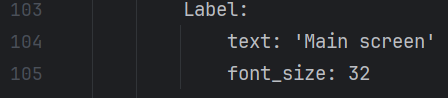 103 Label:
104 text: 'Main screen'
105 font_size: 32